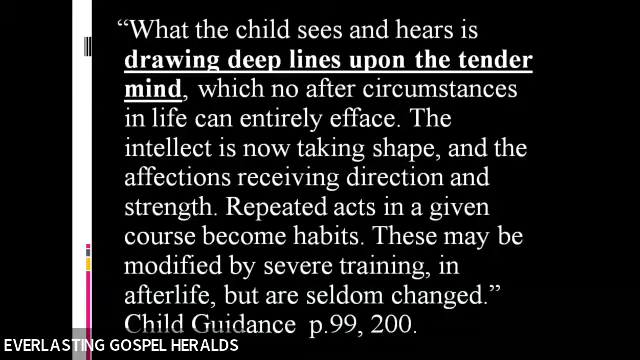 “What the child sees and hears is
drawing deep lines upon the tender
mind, which no after circumstances
in life can entirely efface. The
intellect is now taking shape, and the
affections receiving direction and
strength. Repeated acts in a given
course become habits. These may be
modified by severe training, in
afterlife, but are seldom changed.”
Child Guidance  p.99, 200.
EVERLASTING GOSPEL HERALDS